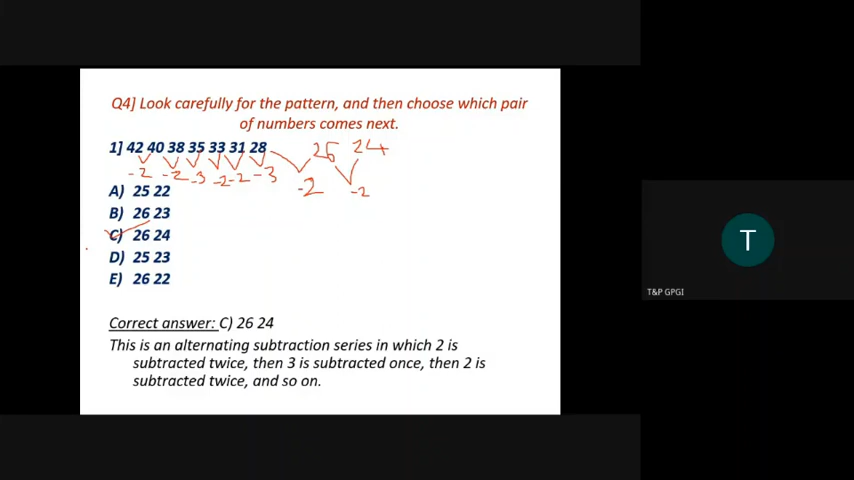 Q4] Look carefully for the pattern, and then choose which pair
of numbers comes next.
1] 42 40 38 35 33 31 28 26 24
-2 -2 -3 -2 -2 -3 -2 -2
A) 25 22
B) 26 23
C) 26 24
D) 25 23
E) 26 22
Correct answer: C) 26 24
This is an alternating subtraction series in which 2 is
subtracted twice, then 3 is subtracted once, then 2 is
subtracted twice, and so on.
T
T&P GPGI